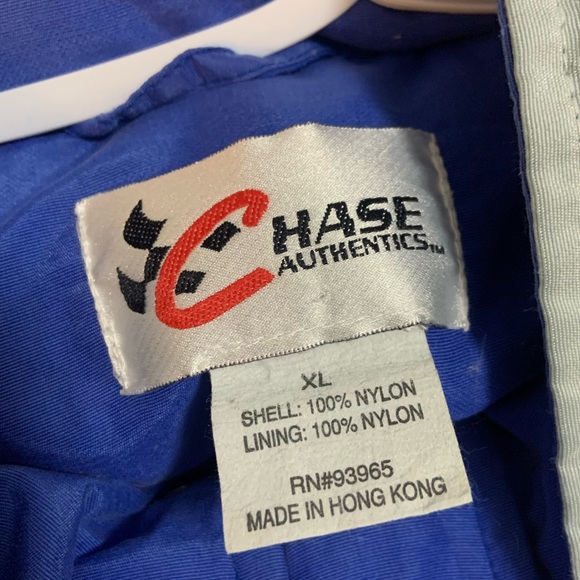 CHASE
AUTHENTICS™
XL
SHELL: 100% NYLON
LINING: 100% NYLON
RN#93965
MADE IN HONG KONG